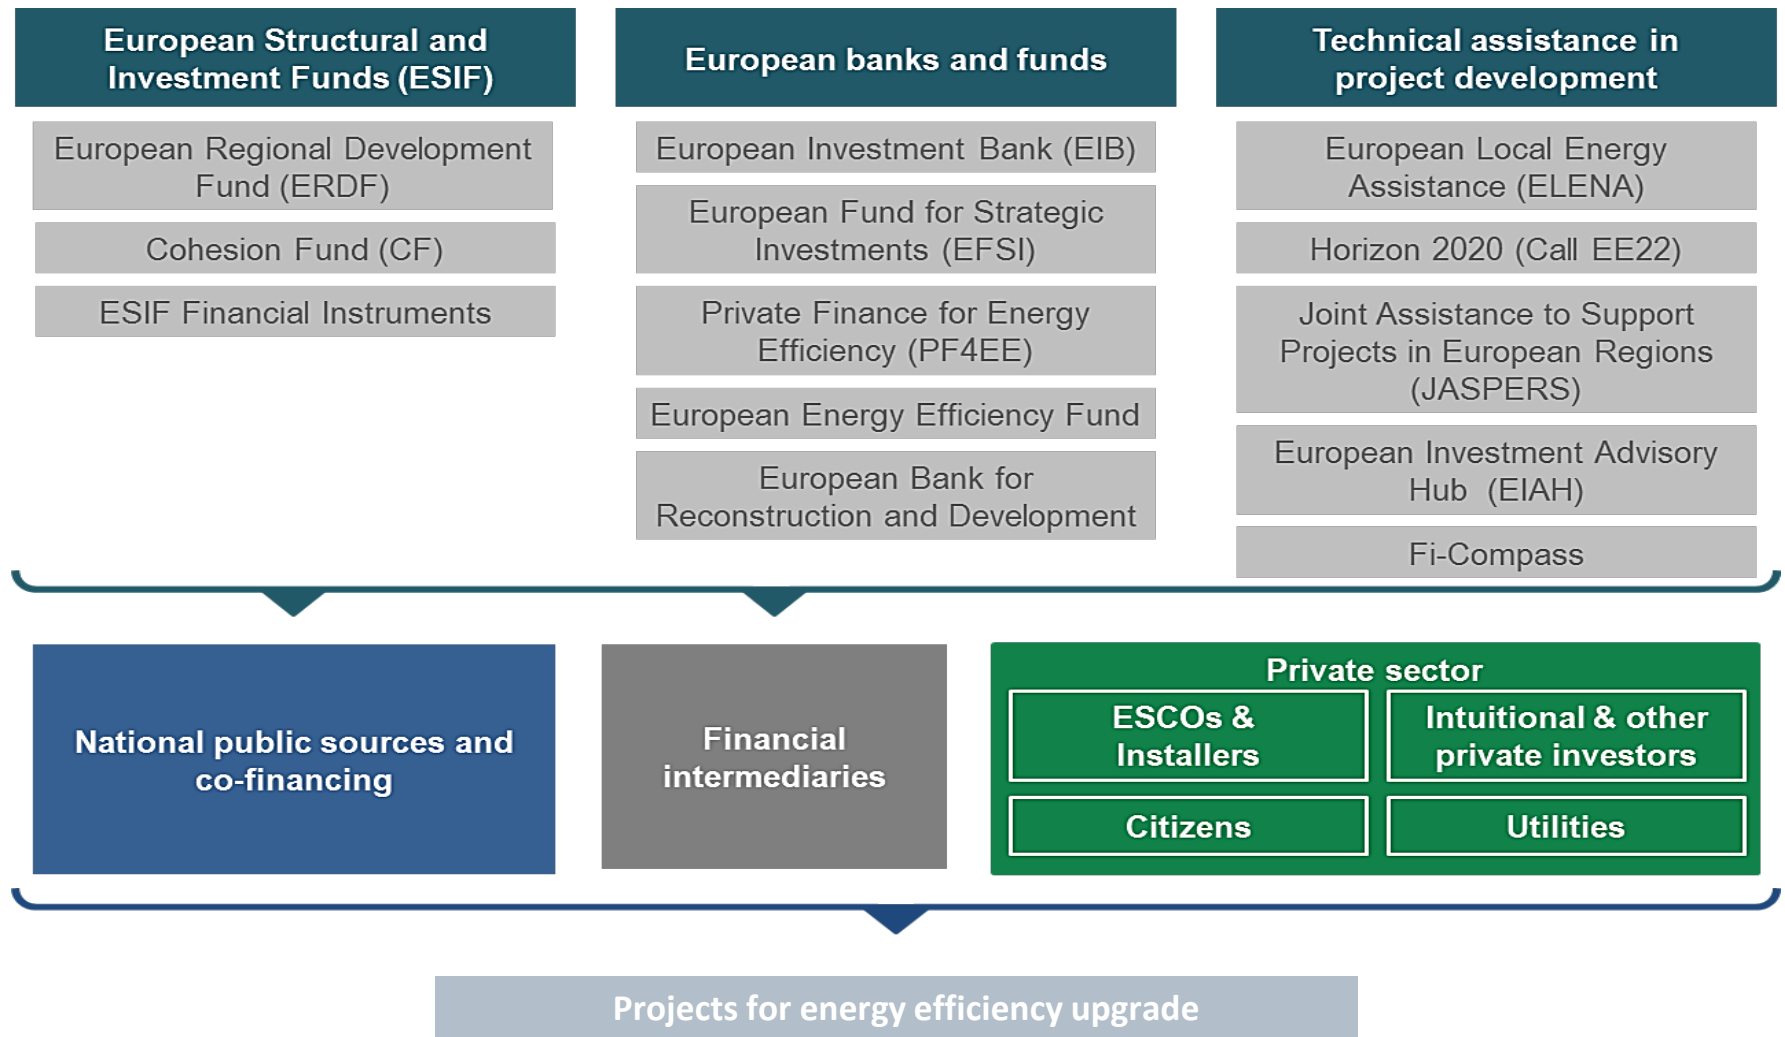 European Structural and
Investment Funds (ESIF)
European Regional Development
Fund (ERDF)
Cohesion Fund (CF)
ESIF Financial Instruments
European banks and funds
European Investment Bank (EIB)
European Fund for Strategic
Investments (EFSI)
Private Finance for Energy
Efficiency (PF4EE)
European Energy Efficiency Fund
European Bank for
Reconstruction and Development
Technical assistance in
project development
European Local Energy
Assistance (ELENA)
Horizon 2020 (Call EE22)
Joint Assistance to Support
Projects in European Regions
(JASPERS)
European Investment Advisory
Hub (EIAH)
Fi-Compass
National public sources and
co-financing
Financial
intermediaries
Private sector
ESCOs &
Installers
Intuitional & other
private investors
Citizens
Utilities
Projects for energy efficiency upgrade